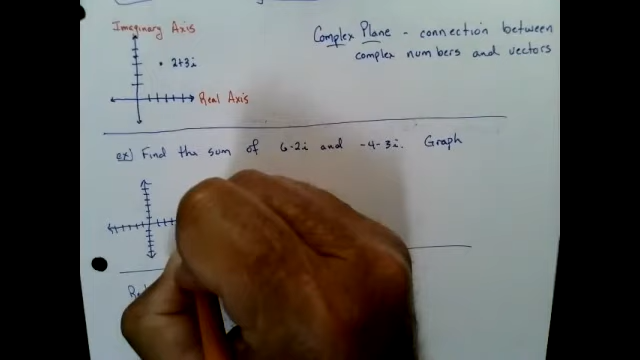 Imaginary Axis
2+3i
Real Axis
Complex Plane - connection between
complex numbers and vectors
ex) Find the sum of 6-2i and -4-3i. Graph